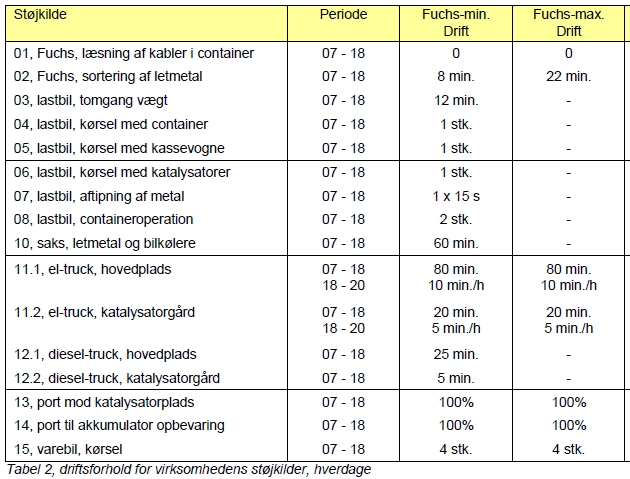 Støjkilde Periode Fuchs-min. Drift Fuchs-max. Drift
01, Fuchs, læsning af kabler i container 07 - 18 0 0
02, Fuchs, sortering af letmetal 07 - 18 8 min. 22 min.
03, lastbil, tomgang vægt 07 - 18 12 min. -
04, lastbil, kørsel med container 07 - 18 1 stk. -
05, lastbil, kørsel med kassevogne 07 - 18 1 stk. -
06, lastbil, kørsel med katalysatorer 07 - 18 1 stk. -
07, lastbil, aftipning af metal 07 - 18 1 x 15 s -
08, lastbil, containeroperation 07 - 18 2 stk. -
10, saks, letmetal og bilkølere 07 - 18 60 min. -
11.1, el-truck, hovedplads 07 - 18 80 min. 80 min.
18 - 20 10 min./h 10 min./h
11.2, el-truck, katalysatorgård 07 - 18 20 min. 20 min.
18 - 20 5 min./h 5 min./h
12.1, diesel-truck, hovedplads 07 - 18 25 min. -
12.2, diesel-truck, katalysatorgård 07 - 18 5 min. -
13, port mod katalysatorplads 07 - 18 100% 100%
14, port til akkumulator opbevaring 07 - 18 100% 100%
15, varebil, kørsel 07 - 18 4 stk. 4 stk.
Tabel 2, driftsforhold for virksomhedens støjkilder, hverdage